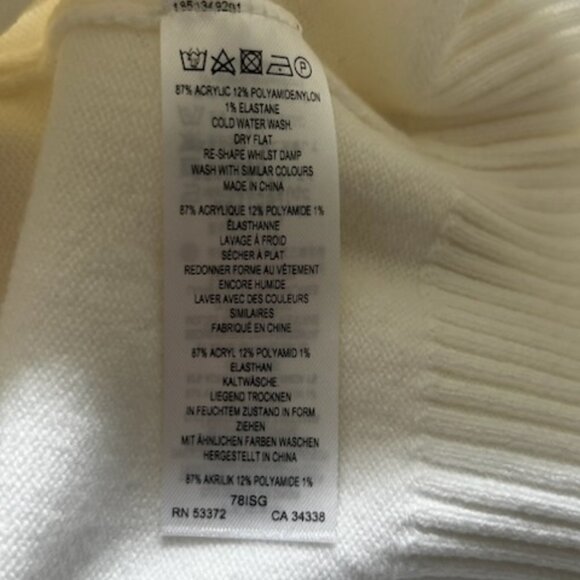 87% ACRYLIC 12% POLYAMIDE/NYLON
1% ELASTANE
COLD WATER WASH.
DRY FLAT
RE-SHAPE WHILST DAMP
WASH WITH SIMILAR COLOURS
MADE IN CHINA
87% ACRYLIQUE 12% POLYAMIDE 1%
ÉLASTHANNE
LAVAGE À FROID
SÉCHER À PLAT
REDONNER FORME AU VÊTEMENT
ENCORE HUMIDE
LAVER AVEC DES COULEURS
SIMILAIRES
FABRIQUÉ EN CHINE
87% ACRYL 12% POLYAMID 1%
ELASTHAN
KALTWÄSCHE
LIEGEND TROCKNEN
IN FEUCHTEM ZUSTAND IN FORM
ZIEHEN
MIT ÄHNLICHEN FARBEN WASCHEN
HERGESTELLT IN CHINA
87% AKRILIK 12% POLYAMIDE 1%
78ISG
RN 53372 CA 34338